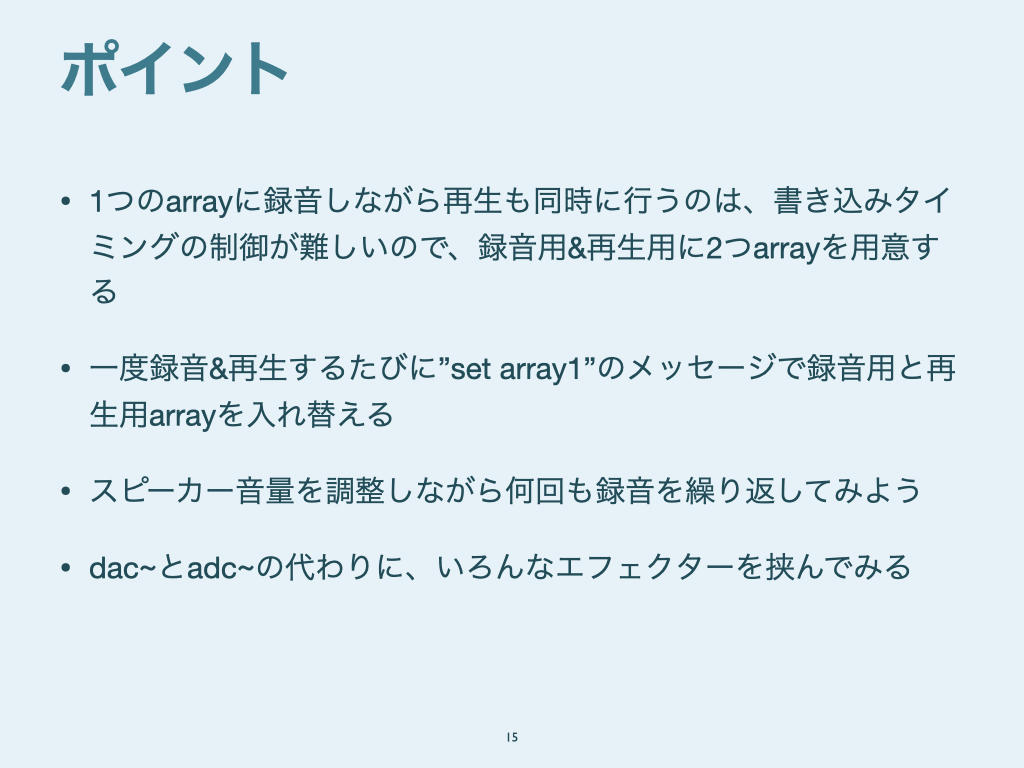 ポイント
• 1つのarrayに録音しながら再生も同時に行うのは、書き込みタイ
ミングの制御が難しいので、録音用&再生用に2つarrayを用意す
る
• 一度録音&再生するたびに”set array1”のメッセージで録音用と再
生用arrayを入れ替える
• スピーカー音量を調整しながら何回も録音を繰り返してみよう
• dac~とadc~の代わりに、いろんなエフェクターを挟んでみる
15